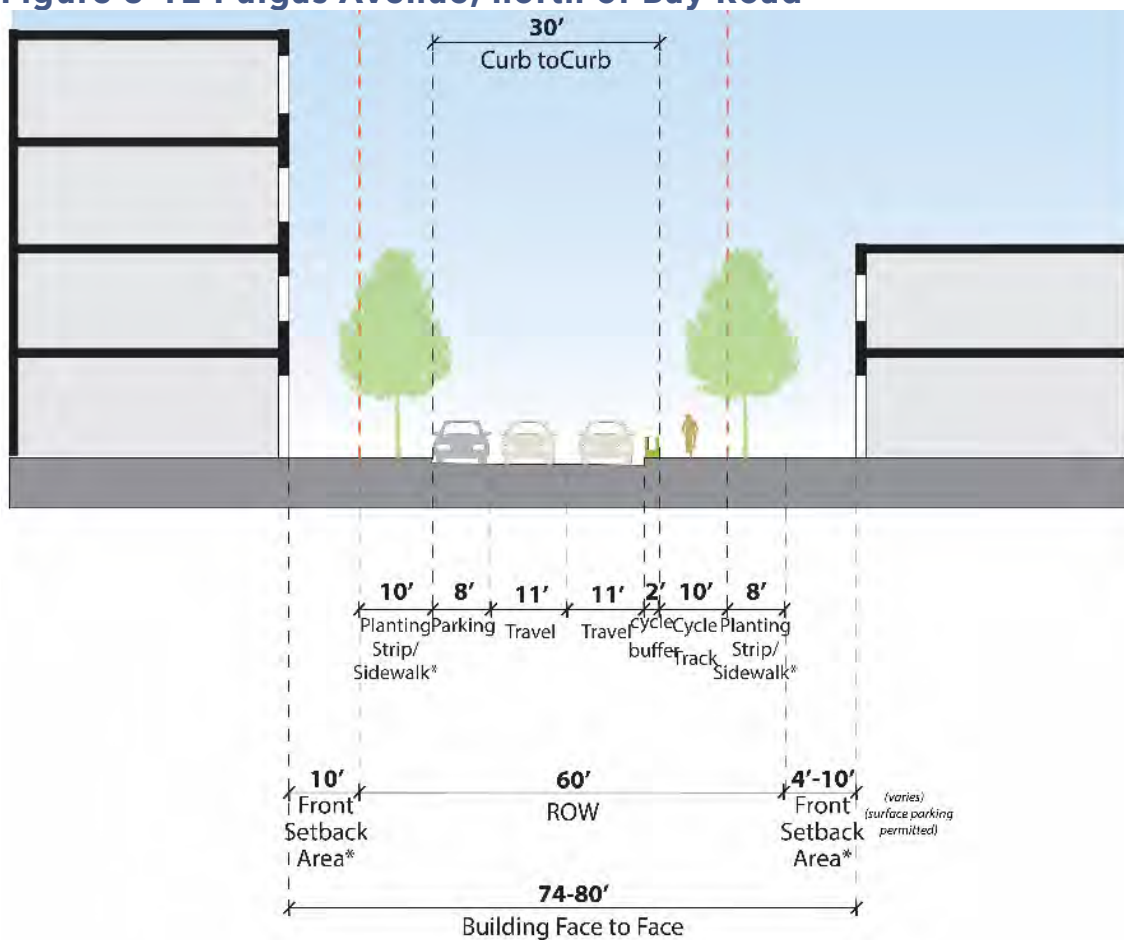 30'
Curb toCurb
10'
8'
11'
11'
2'
10'
8'
Planting
Strip/
Sidewalk*
Parking
Travel
Travel
cycle
buffer
Cycle
Track
Planting
Strip/
Sidewalk*
10'
Front
Setback
Area*
60'
ROW
4'-10'
Front
Setback
Area*
(varies)
(surface parking
permitted)
74-80'
Building Face to Face